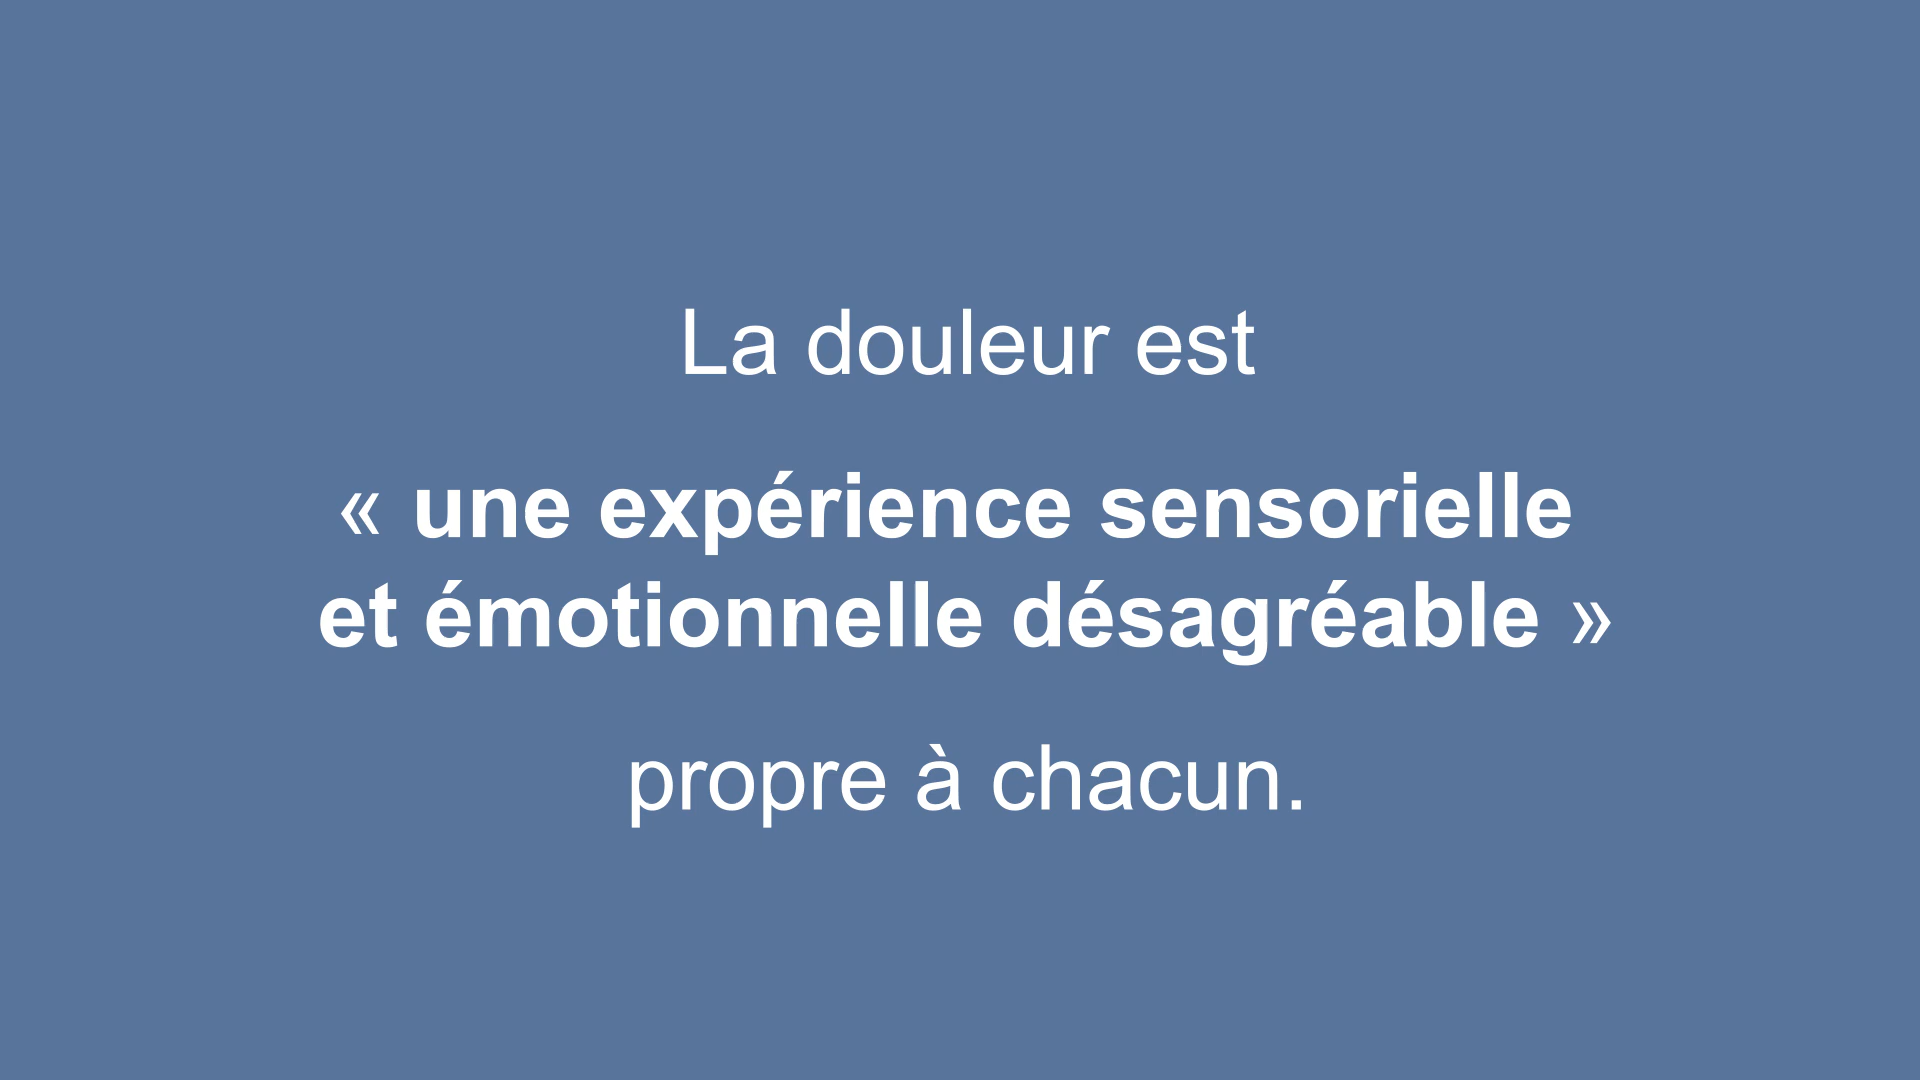 La douleur est
« une expérience sensorielle
et émotionnelle désagréable »
propre à chacun.